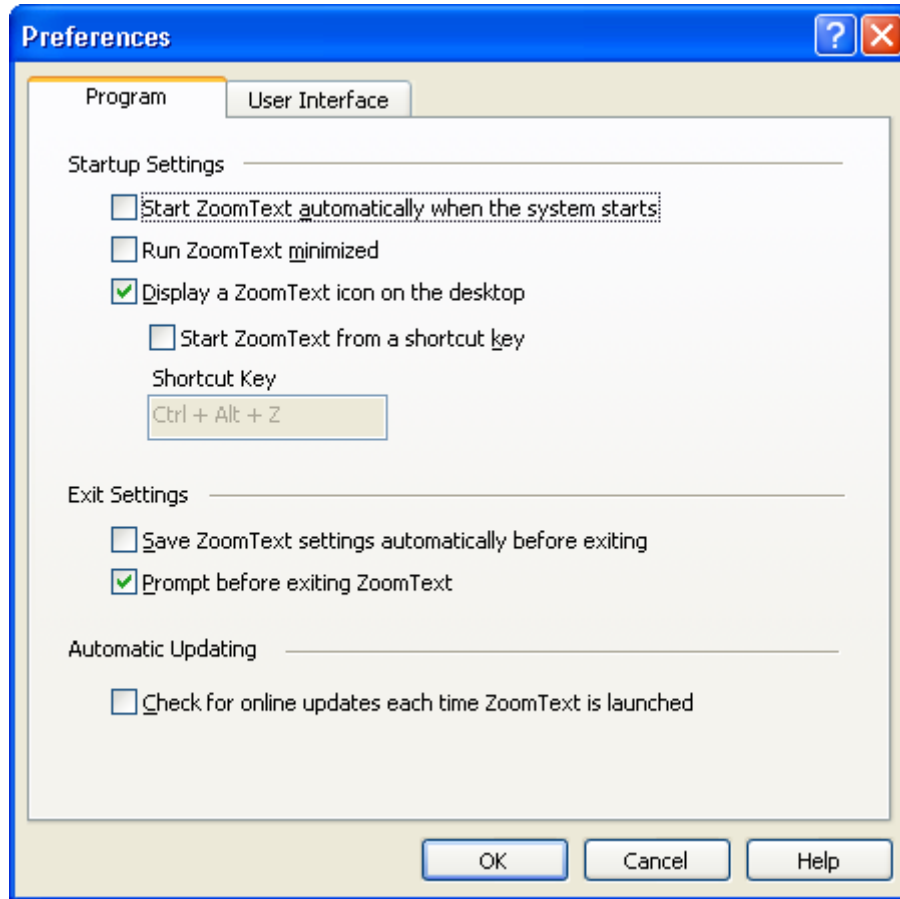 Preferences
?
Program
User Interface
Startup Settings
Start ZoomText automatically when the system starts
Run ZoomText minimized
Display a ZoomText icon on the desktop
Start ZoomText from a shortcut key
Shortcut Key
Ctrl + Alt + Z
Exit Settings
Save ZoomText settings automatically before exiting
Prompt before exiting ZoomText
Automatic Updating
Check for online updates each time ZoomText is launched
OK
Cancel
Help